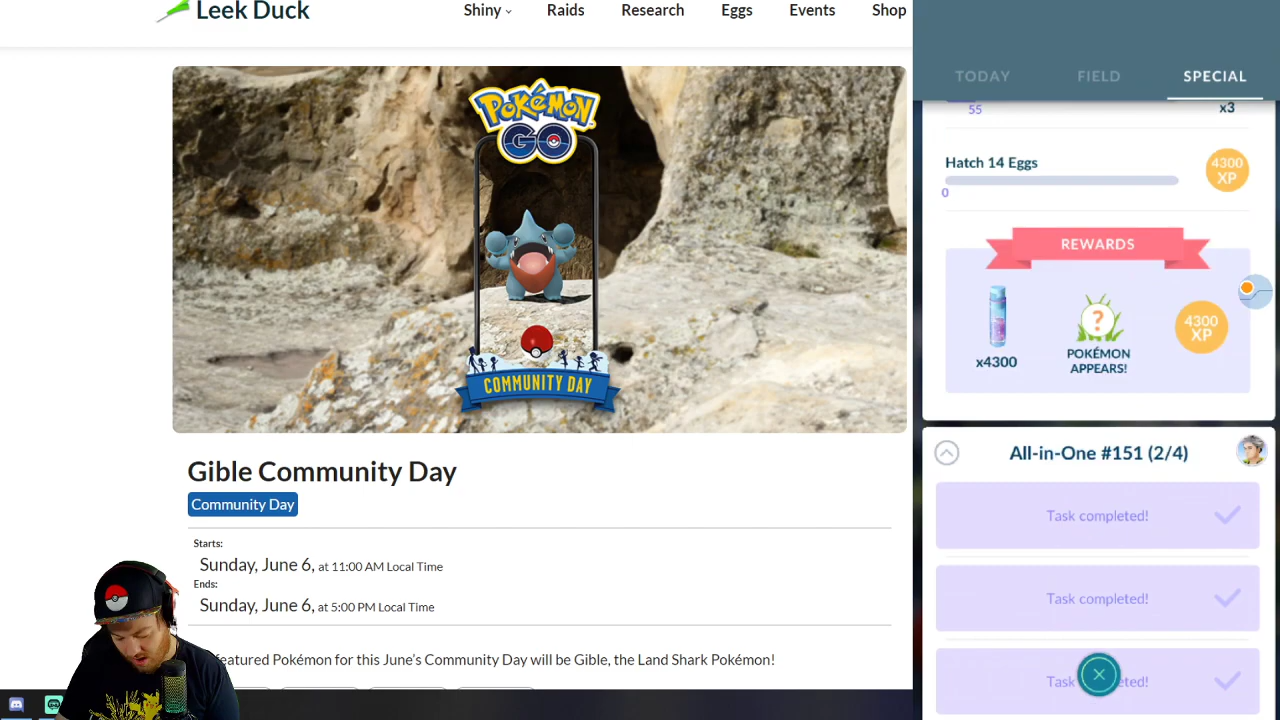 Leek Duck
Shiny Raids Research Eggs Events Shop
POKÉMON
GO
COMMUNITY DAY
Gible Community Day
Community Day
Starts:
Sunday, June 6, at 11:00 AM Local Time
Ends:
Sunday, June 6, at 5:00 PM Local Time
featured Pokémon for this June's Community Day will be Gible, the Land Shark Pokémon!
TODAY FIELD SPECIAL
55
x3
Hatch 14 Eggs
4300
XP
0
REWARDS
x4300
?
POKÉMON
APPEARS!
4300
XP
All-in-One #151 (2/4)
Task completed!
Task completed!